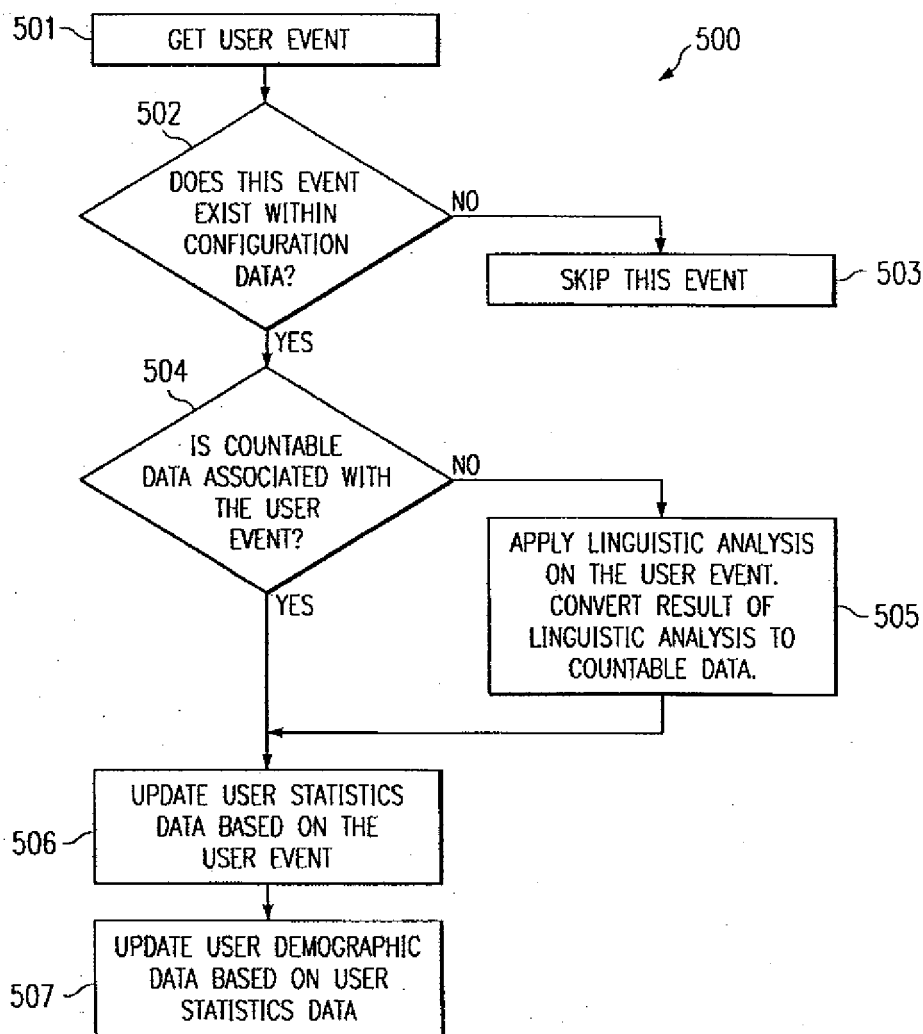 501
GET USER EVENT
500
502
DOES THIS EVENT
EXIST WITHIN
CONFIGURATION
DATA?
NO
SKIP THIS EVENT
503
YES
504
IS COUNTABLE
DATA ASSOCIATED WITH
THE USER
EVENT?
NO
APPLY LINGUISTIC ANALYSIS
ON THE USER EVENT.
CONVERT RESULT OF
LINGUISTIC ANALYSIS TO
COUNTABLE DATA.
505
YES
UPDATE USER STATISTICS
DATA BASED ON THE
USER EVENT
506
UPDATE USER DEMOGRAPHIC
DATA BASED ON USER
STATISTICS DATA
507